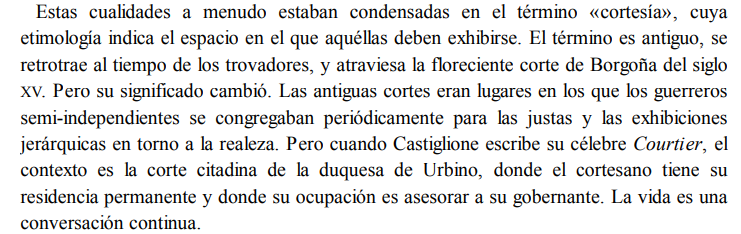 Estas cualidades a menudo estaban condensadas en el término «cortesía», cuya
etimología indica el espacio en el que aquéllas deben exhibirse. El término es antiguo, se
retrotrae al tiempo de los trovadores, y atraviesa la floreciente corte de Borgoña del siglo
XV. Pero su significado cambió. Las antiguas cortes eran lugares en los que los guerreros
semi-independientes se congregaban periódicamente para las justas y las exhibiciones
jerárquicas en torno a la realeza. Pero cuando Castiglione escribe su célebre Courtier, el
contexto es la corte citadina de la duquesa de Urbino, donde el cortesano tiene su
residencia permanente y donde su ocupación es asesorar a su gobernante. La vida es una
conversación continua.